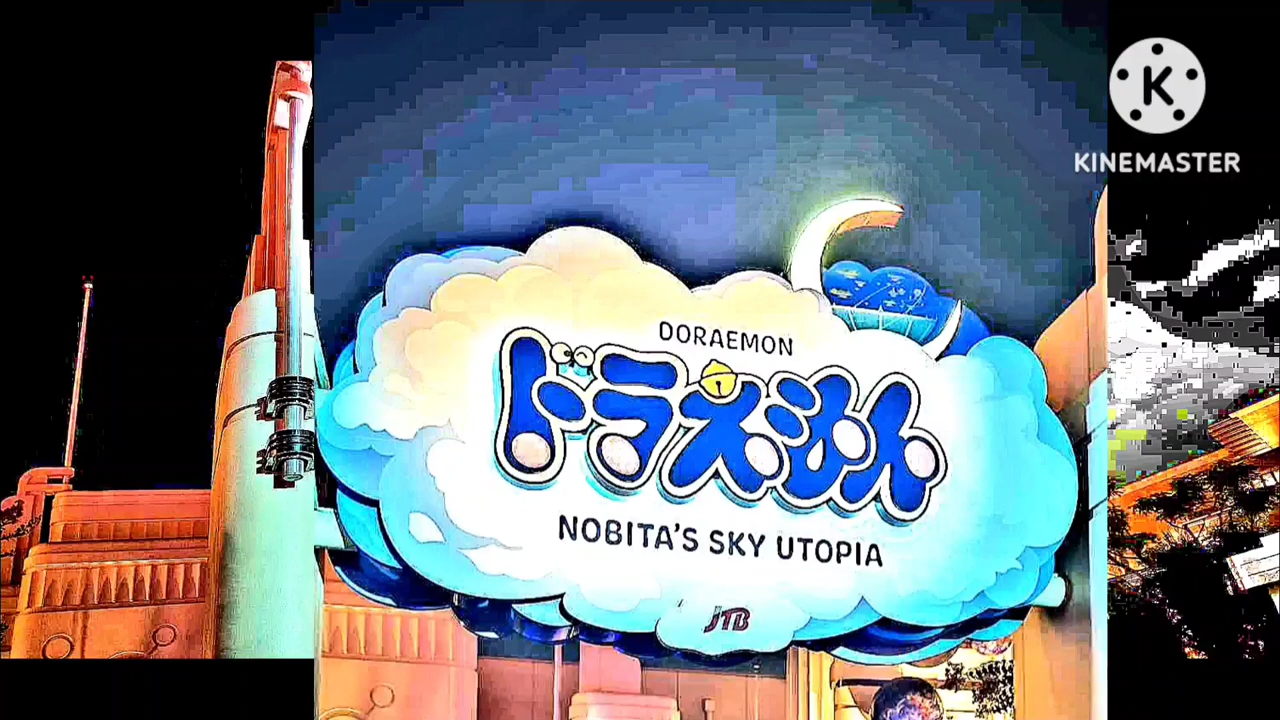 K
KINEMASTER
DORAEMON
ドラえもん
NOBITA'S SKY UTOPIA
JTB